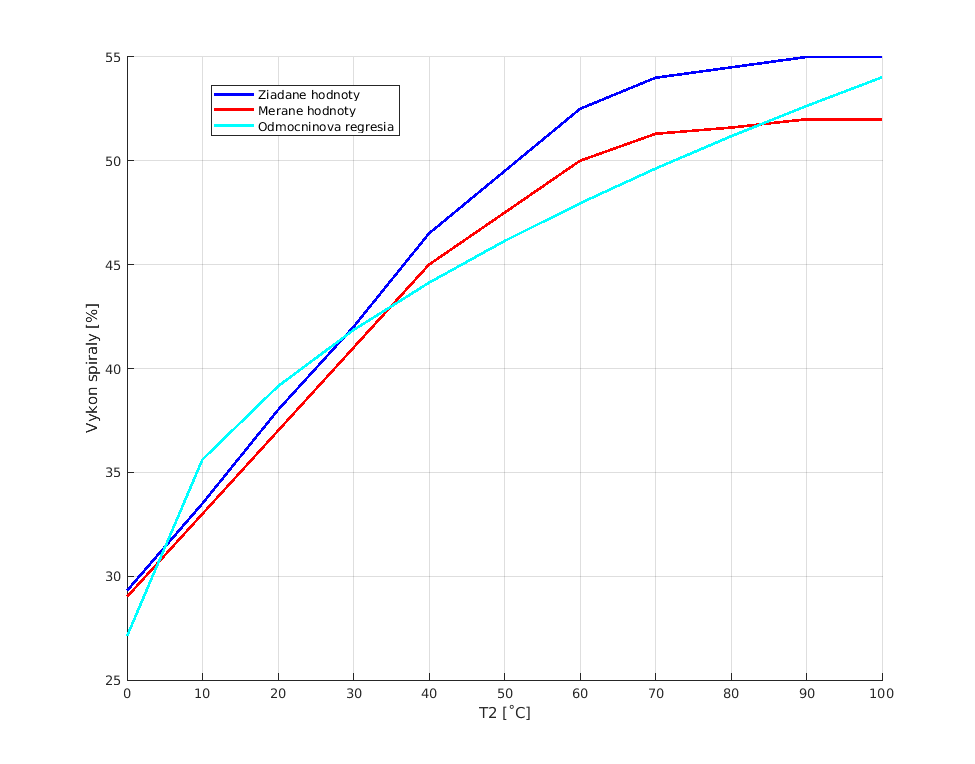 55
50
45
40
35
30
25
Vykon spiraly [%]
Ziadane hodnoty
Merane hodnoty
Odmocninova regresia
0 10 20 30 40 50 60 70 80 90 100
T2 [˚C]